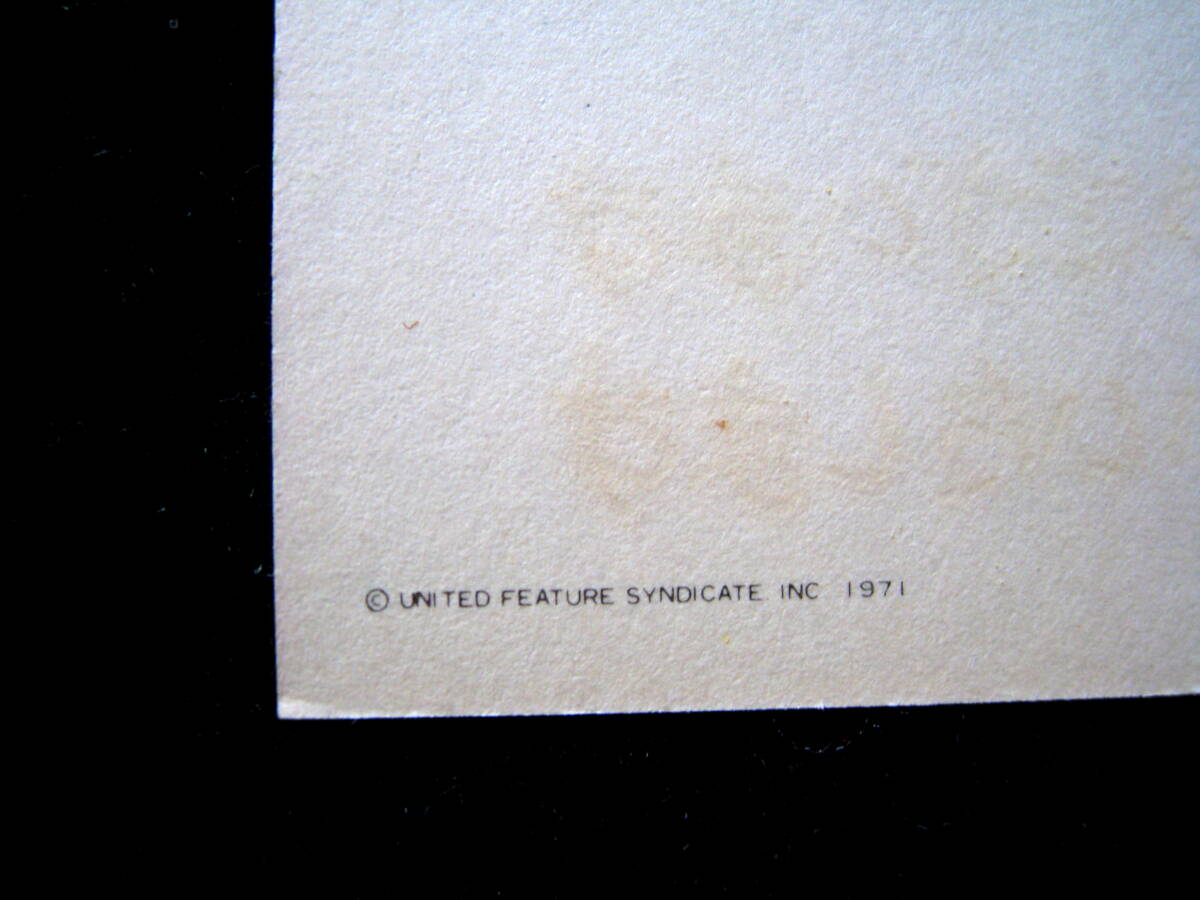 © UNITED FEATURE SYNDICATE. INC 1971